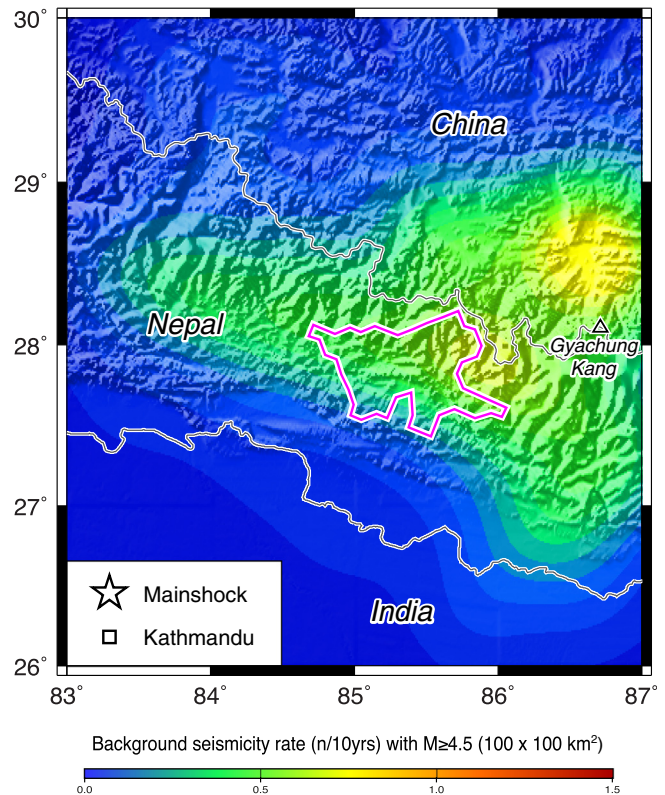 30°
China
29°
Nepal
Gyachung
Kang
28°
27°
Mainshock
Kathmandu
India
26°
83° 84° 85° 86° 87°
Background seismicity rate (n/10yrs) with M≥4.5 (100 x 100 km²)
0.0 0.5 1.0 1.5